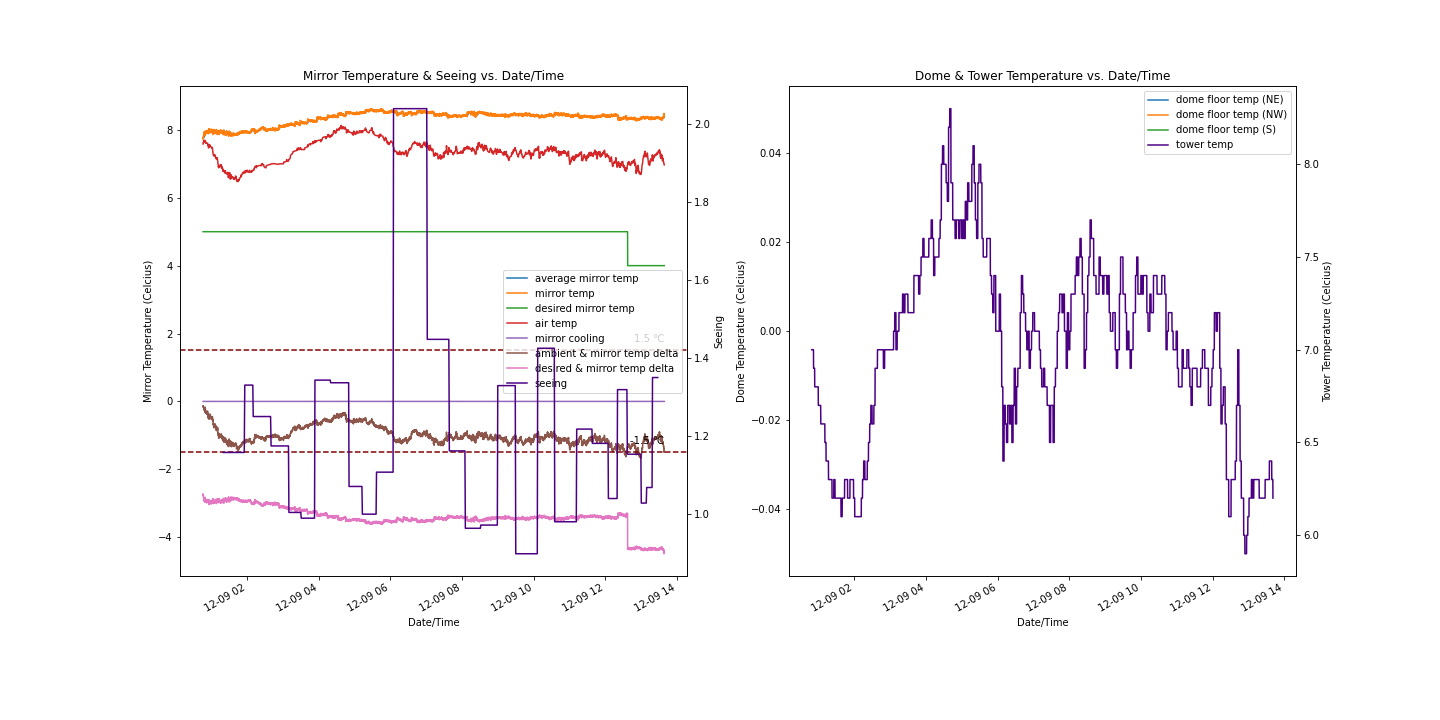 Mirror Temperature & Seeing vs. Date/Time
Mirror Temperature (Celcius)
8
6
4
2
0
−2
−4
2.0
1.8
1.6
1.4
1.2
1.0
Seeing
average mirror temp
mirror temp
desired mirror temp
air temp
mirror cooling
ambient & mirror temp delta
desired & mirror temp delta
seeing
1.5 °C
-1.5 °C
12-09 02
12-09 04
12-09 06
12-09 08
12-09 10
12-09 12
12-09 14
Date/Time
Dome & Tower Temperature vs. Date/Time
Dome Temperature (Celcius)
0.04
0.02
0.00
−0.02
−0.04
dome floor temp (NE)
dome floor temp (NW)
dome floor temp (S)
tower temp
8.0
7.5
7.0
6.5
6.0
Tower Temperature (Celcius)
12-09 02
12-09 04
12-09 06
12-09 08
12-09 10
12-09 12
12-09 14
Date/Time